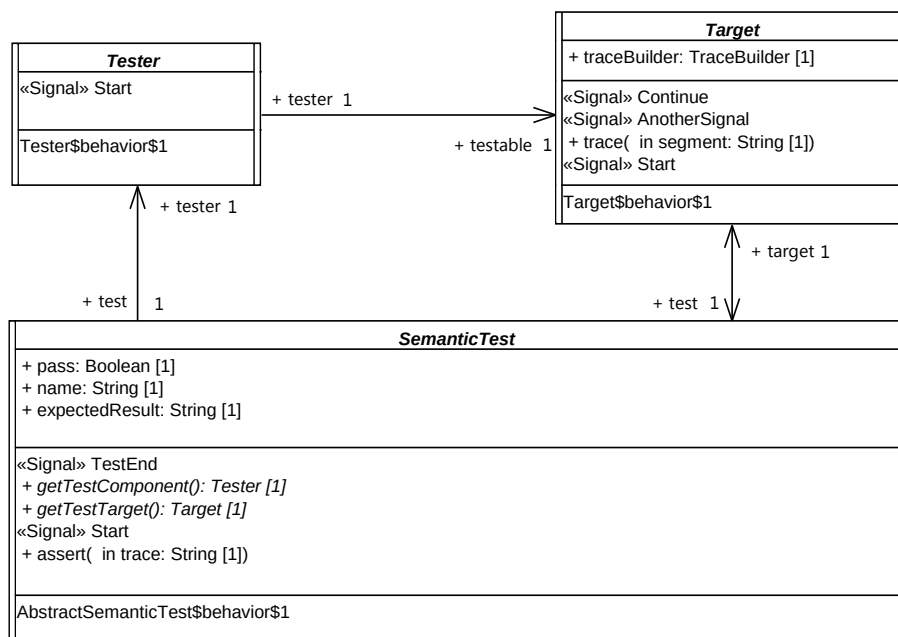 Tester
«Signal» Start
Tester$behavior$1
+ tester 1
+ testable 1
Target
+ traceBuilder: TraceBuilder [1]
«Signal» Continue
«Signal» AnotherSignal
+ trace(  in segment: String [1])
«Signal» Start
Target$behavior$1
+ tester 1
+ test 1
+ target 1
+ test 1
SemanticTest
+ pass: Boolean [1]
+ name: String [1]
+ expectedResult: String [1]
«Signal» TestEnd
+ getTestComponent(): Tester [1]
+ getTestTarget(): Target [1]
«Signal» Start
+ assert(  in trace: String [1])
AbstractSemanticTest$behavior$1